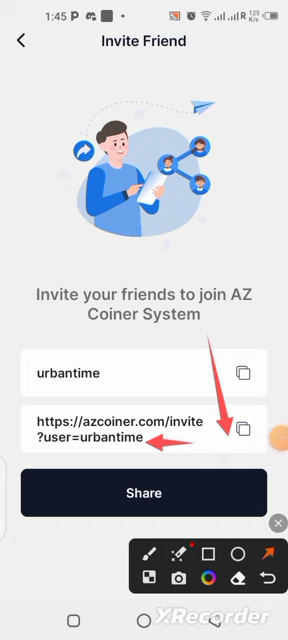 1:45 P
R 125
K/s
Invite Friend
Invite your friends to join AZ
Coiner System
urbantime
https://azcoiner.com/invite
?user=urbantime
Share
XRecorder